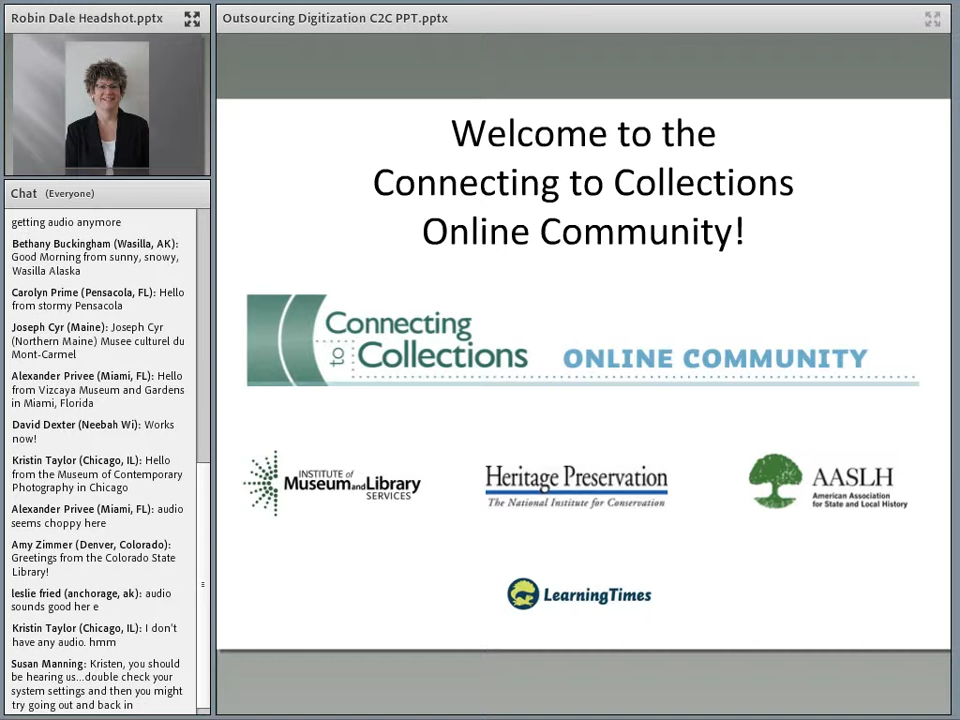 Robin Dale Headshot.pptx
Outsourcing Digitization C2C PPT.pptx
Chat (Everyone)
getting audio anymore
Bethany Buckingham (Wasilla, AK):
Good Morning from sunny, snowy,
Wasilla Alaska
Carolyn Prime (Pensacola, FL): Hello
from stormy Pensacola
Joseph Cyr (Maine): Joseph Cyr
(Northern Maine) Musee culturel du
Mont-Carmel
Alexander Privee (Miami, FL): Hello
from Vizcaya Museum and Gardens
in Miami, Florida
David Dexter (Neebah Wi): Works
now!
Kristin Taylor (Chicago, IL): Hello
from the Museum of Contemporary
Photography in Chicago
Alexander Privee (Miami, FL): audio
seems choppy here
Amy Zimmer (Denver, Colorado):
Greetings from the Colorado State
Library!
leslie fried (anchorage, ak): audio
sounds good her e
Kristin Taylor (Chicago, IL): I don't
have any audio. hmm
Susan Manning: Kristen, you should
be hearing us...double check your
system settings and then you might
try going out and back in
Welcome to the
Connecting to Collections
Online Community!
Connecting
to Collections
ONLINE COMMUNITY
INSTITUTE of
Museum and Library
SERVICES
Heritage Preservation
The National Institute for Conservation
AASLH
American Association
for State and Local History
LearningTimes